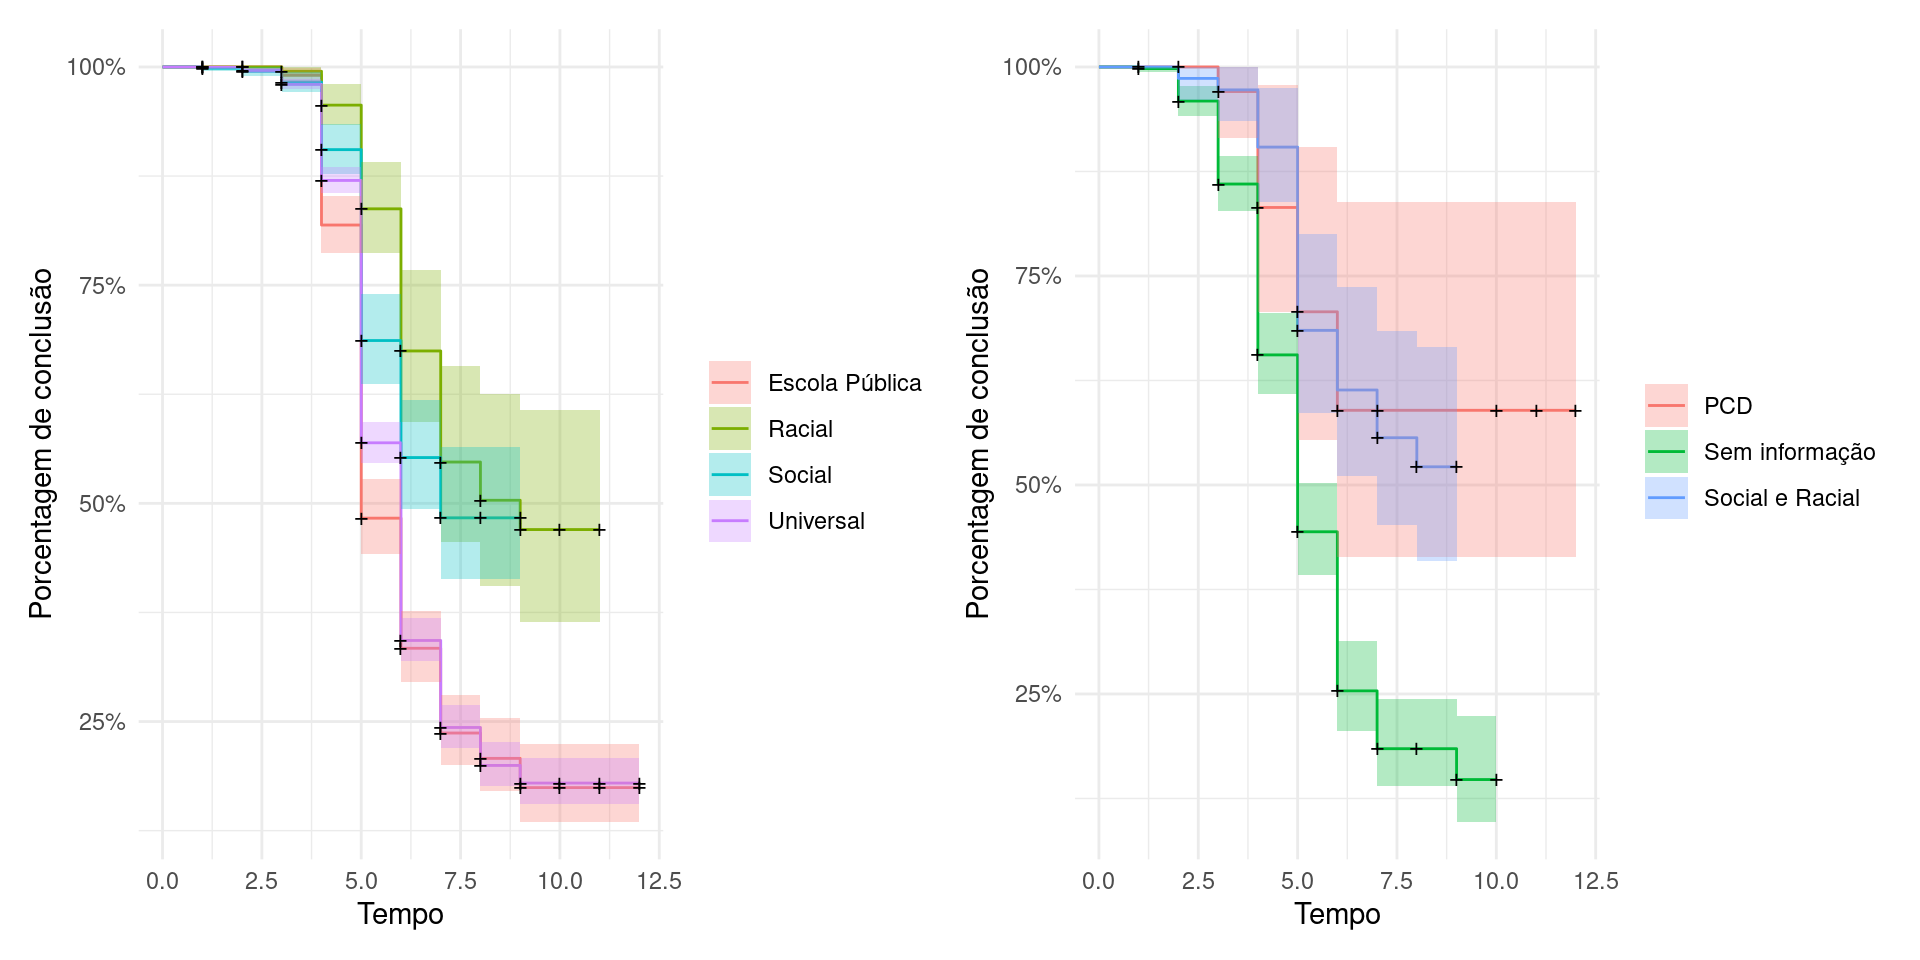 Porcentagem de conclusão
100%
75%
50%
25%
0.0 2.5 5.0 7.5 10.0 12.5
Tempo
Escola Pública
Racial
Social
Universal
Porcentagem de conclusão
100%
75%
50%
25%
0.0 2.5 5.0 7.5 10.0 12.5
Tempo
PCD
Sem informação
Social e Racial